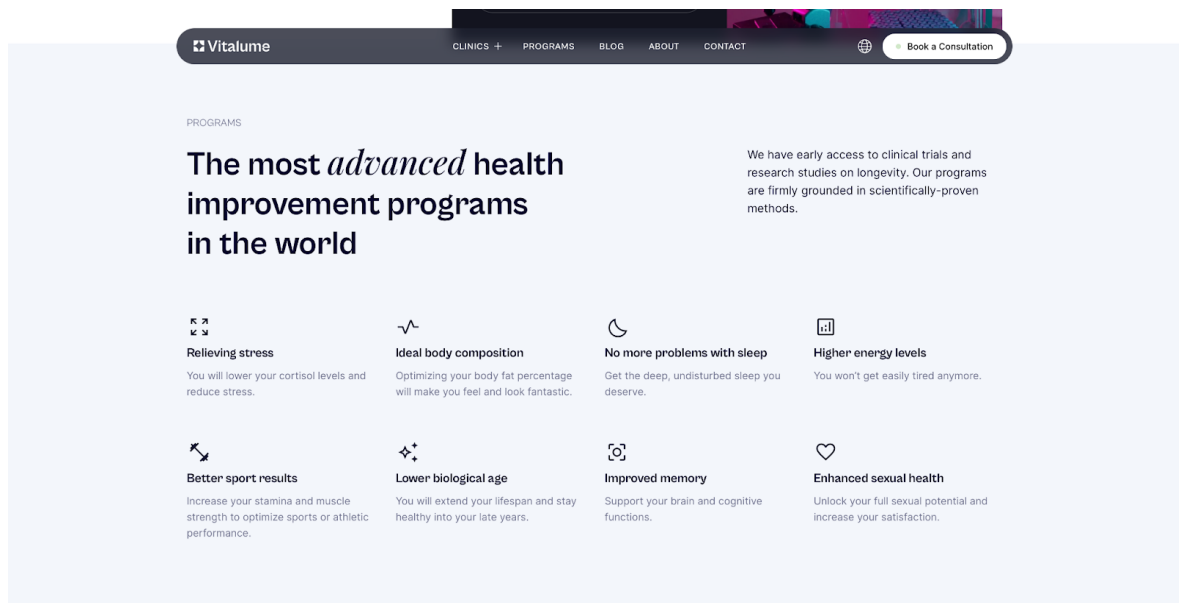 Vitalume
CLINICS +
PROGRAMS
BLOG
ABOUT
CONTACT
Book a Consultation
PROGRAMS
The most advanced health
improvement programs
in the world
We have early access to clinical trials and
research studies on longevity. Our programs
are firmly grounded in scientifically-proven
methods.
Relieving stress
You will lower your cortisol levels and
reduce stress.
Ideal body composition
Optimizing your body fat percentage
will make you feel and look fantastic.
No more problems with sleep
Get the deep, undisturbed sleep you
deserve.
Higher energy levels
You won't get easily tired anymore.
Better sport results
Increase your stamina and muscle
strength to optimize sports or athletic
performance.
Lower biological age
You will extend your lifespan and stay
healthy into your late years.
Improved memory
Support your brain and cognitive
functions.
Enhanced sexual health
Unlock your full sexual potential and
increase your satisfaction.